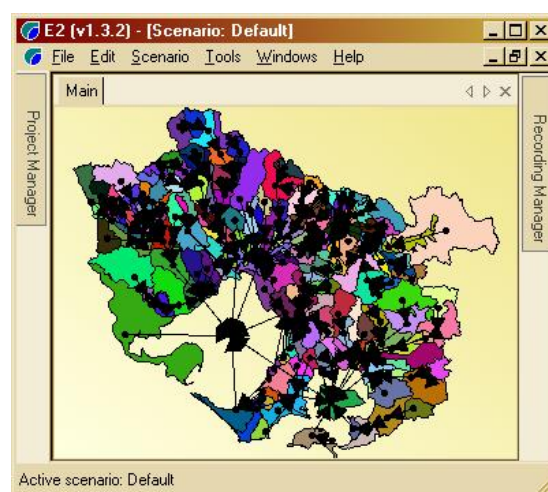 E2 (v1.3.2) - [Scenario: Default]
File Edit Scenario Tools Windows Help
Main
Project Manager
Recording Manager
Active scenario: Default